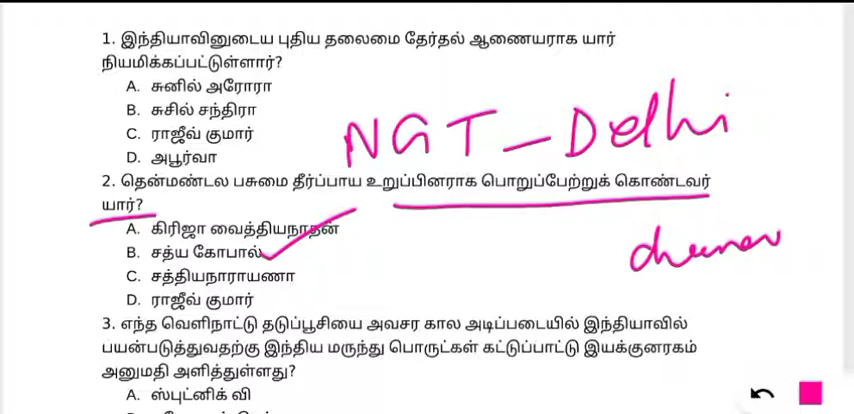 1. இந்தியாவினுடைய புதிய தலைமை தேர்தல் ஆணையராக யார்
நியமிக்கப்பட்டுள்ளார்?
A. சுனில் அரோரா
B. சுசில் சந்திரா
C. ராஜீவ் குமார்
D. அபூர்வா
NGT - Delhi
2. தென்மண்டல பசுமை தீர்ப்பாய உறுப்பினராக பொறுப்பேற்றுக் கொண்டவர்
யார்?
A. கிரிஜா வைத்தியநாதன்
B. சத்ய கோபால்
C. சத்தியநாராயணா
D. ராஜீவ் குமார்
3. எந்த வெளிநாட்டு தடுப்பூசியை அவசர கால அடிப்படையில் இந்தியாவில்
பயன்படுத்துவதற்கு இந்திய மருந்து பொருட்கள் கட்டுப்பாட்டு இயக்குனரகம்
அனுமதி அளித்துள்ளது?
A. ஸ்புட்னிக் வி